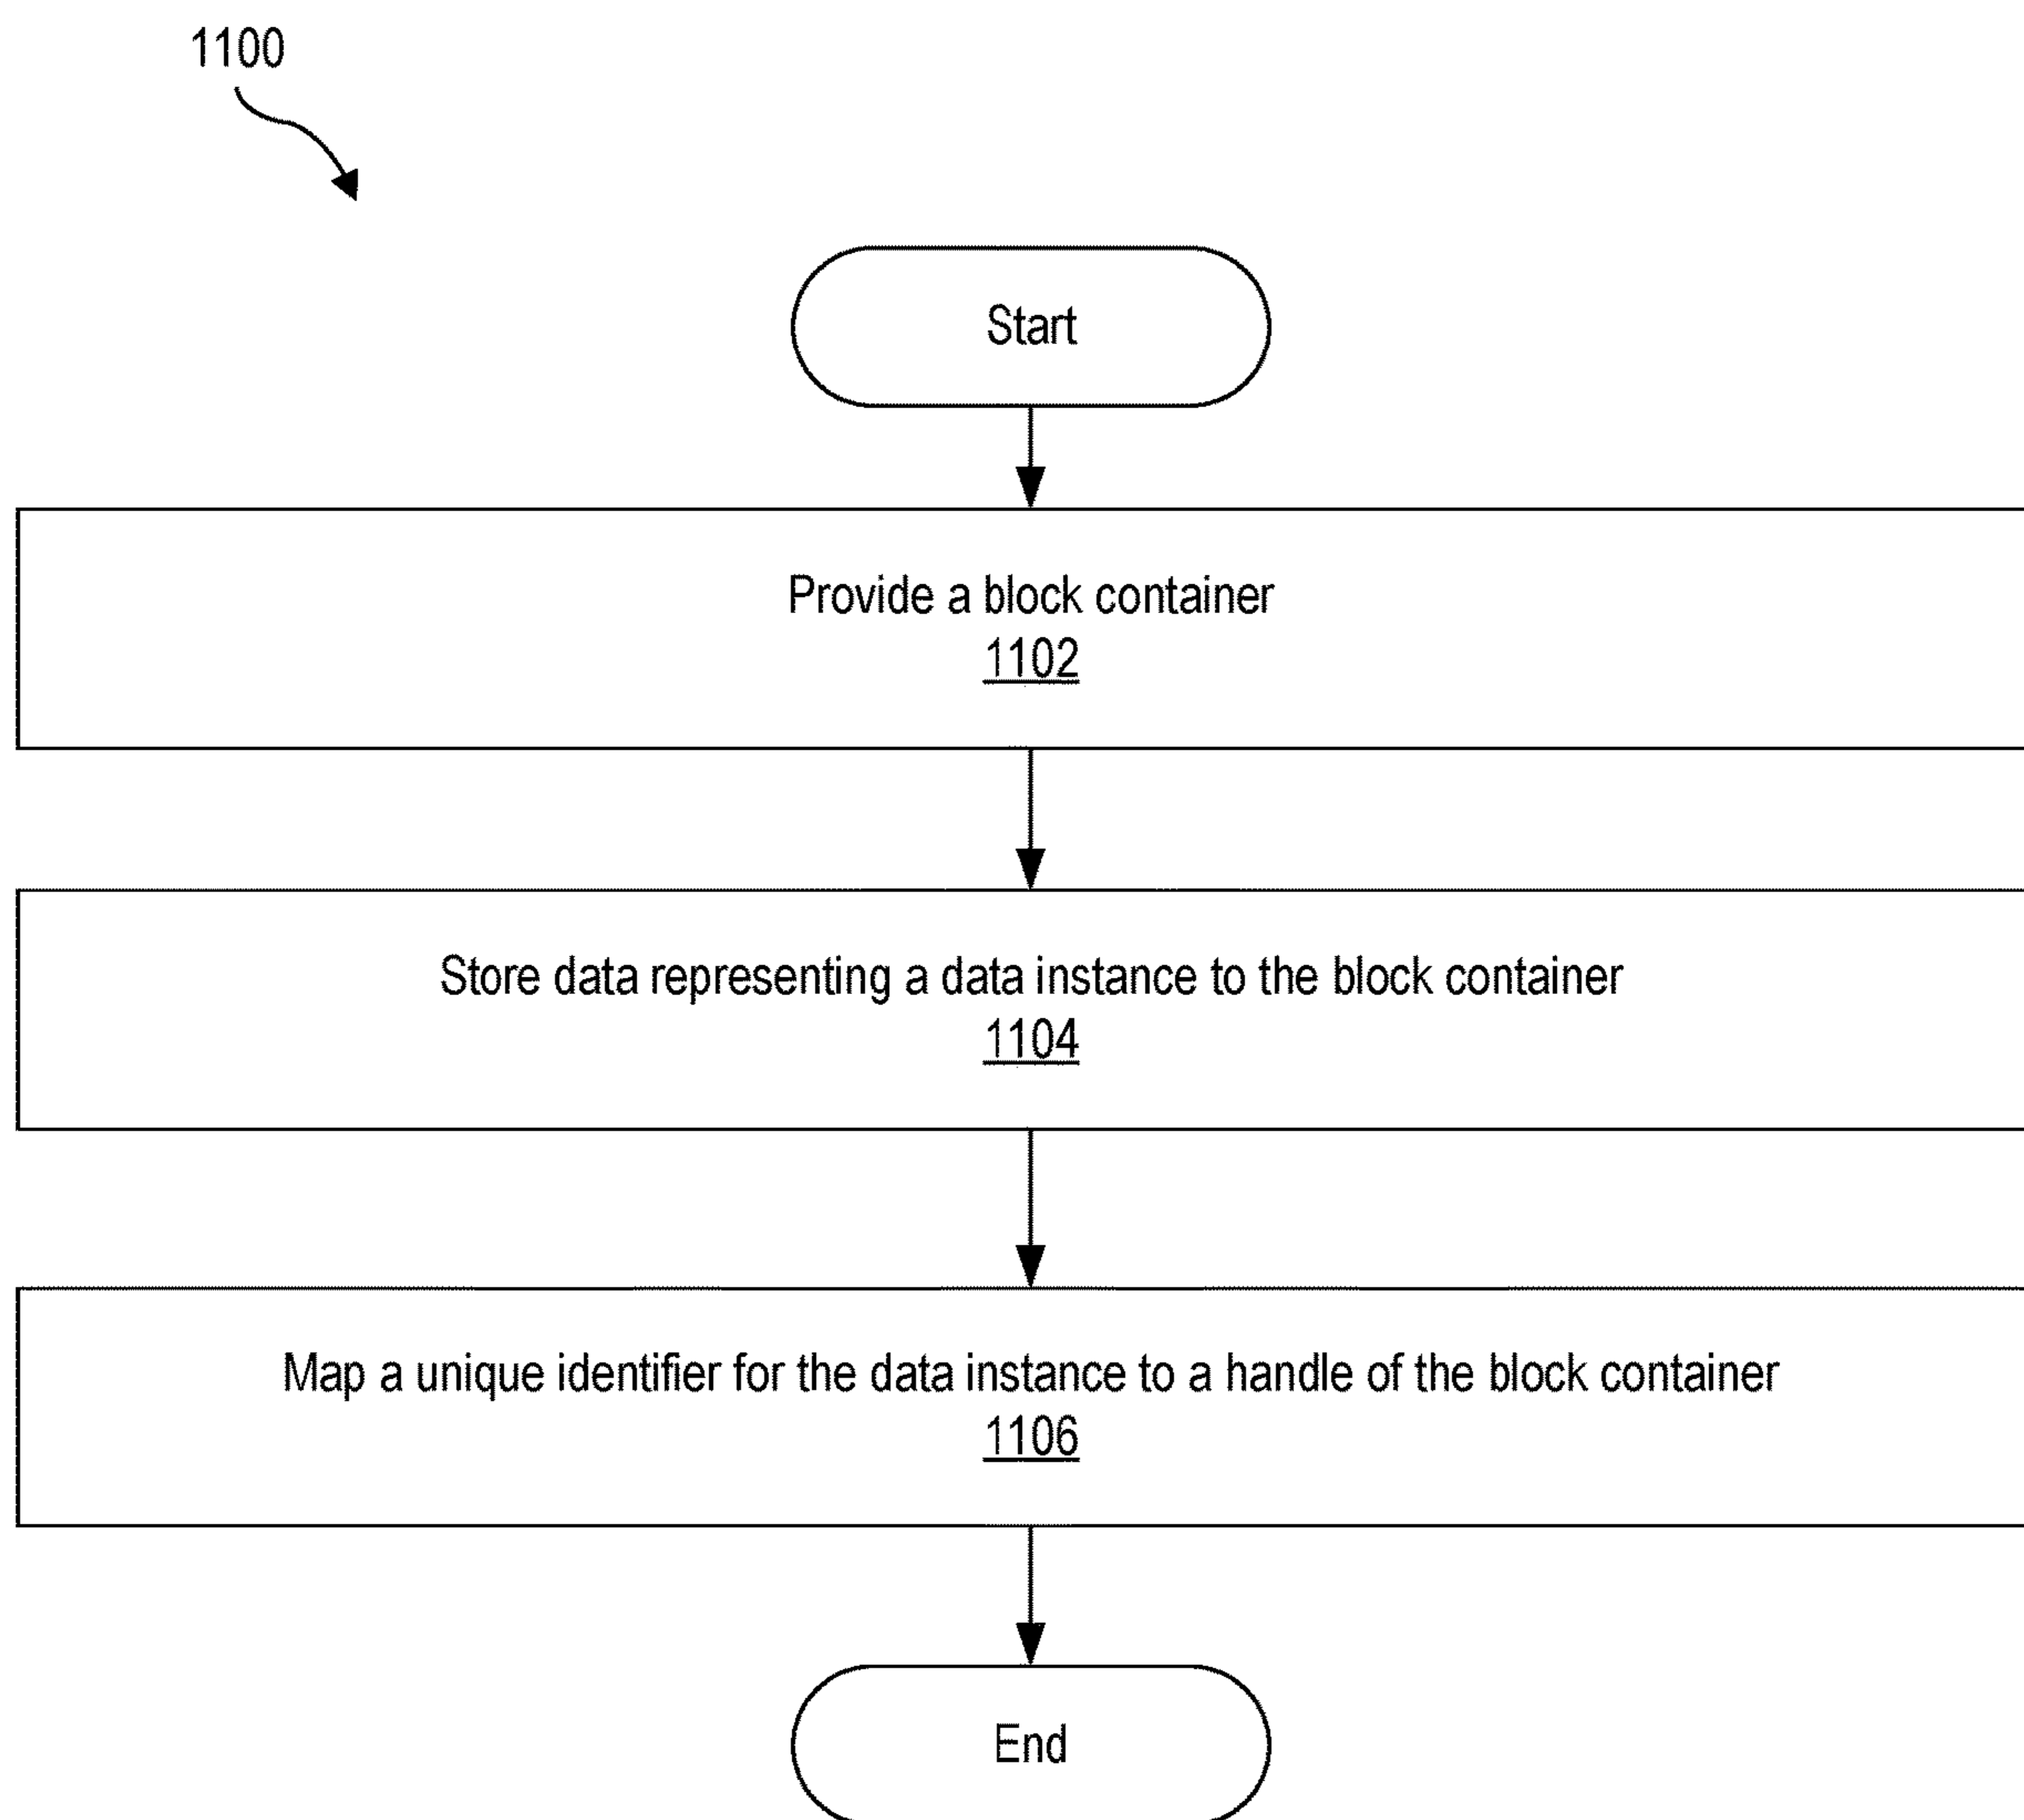 1100
Start
Provide a block container
1102
Store data representing a data instance to the block container
1104
Map a unique identifier for the data instance to a handle of the block container
1106
End